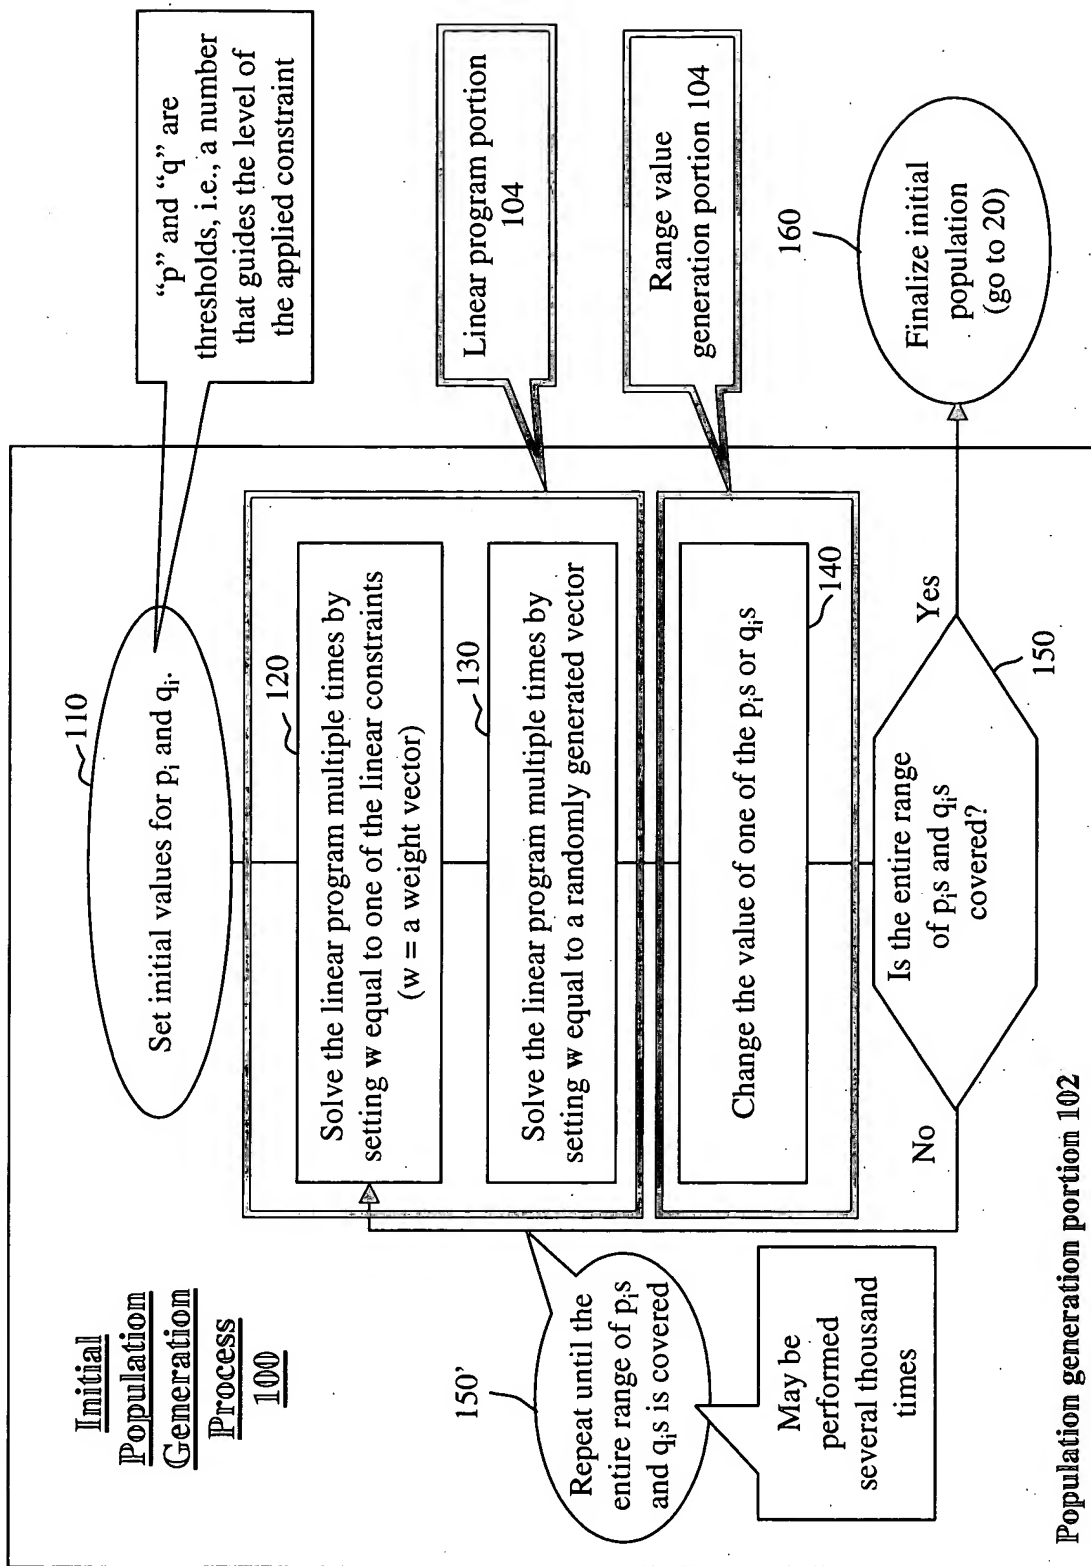 Initial
Population
Generation
Process
100
110
Set initial values for pᵢ and qᵢ.
“p” and “q” are
thresholds, i.e., a number
that guides the level of
the applied constraint
120
Solve the linear program multiple times by
setting w equal to one of the linear constraints
(w = a weight vector)
Linear program portion
104
130
Solve the linear program multiple times by
setting w equal to a randomly generated vector
Range value
generation portion 104
Change the value of one of the pᵢs or qᵢs
140
150'
Repeat until the
entire range of pᵢs
and qᵢs is covered
May be
performed
several thousand
times
No
Is the entire range
of pᵢs and qᵢs
covered?
Yes
150
160
Finalize initial
population
(go to 20)
Population generation portion 102